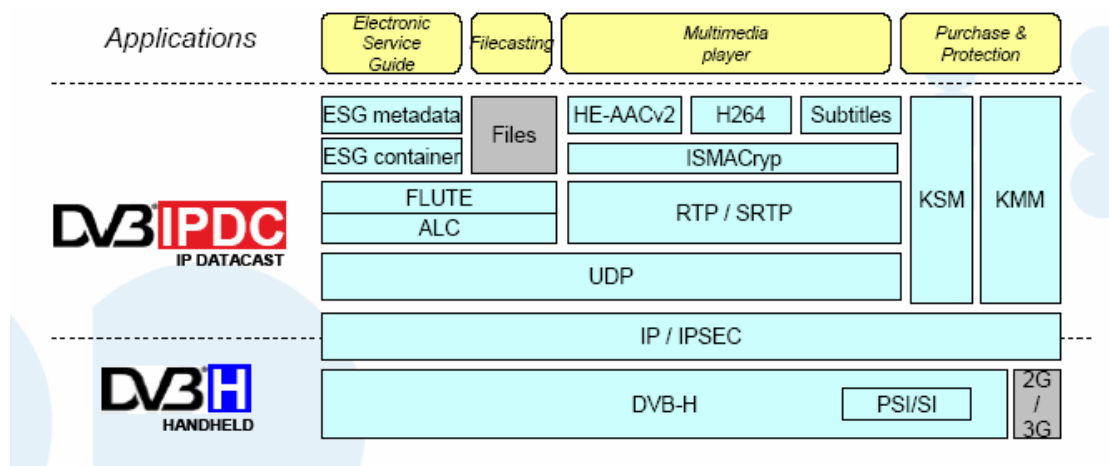 Applications
Electronic
Service
Guide
Filecasting
Multimedia
player
Purchase &
Protection
ESG metadata
ESG container
Files
HE-AACv2
H264
Subtitles
ISMACryp
FLUTE
ALC
RTP / SRTP
KSM
KMM
DVB IPDC
IP DATACAST
UDP
IP / IPSEC
DVB H
HANDHELD
DVB-H
PSI/SI
2G
/
3G